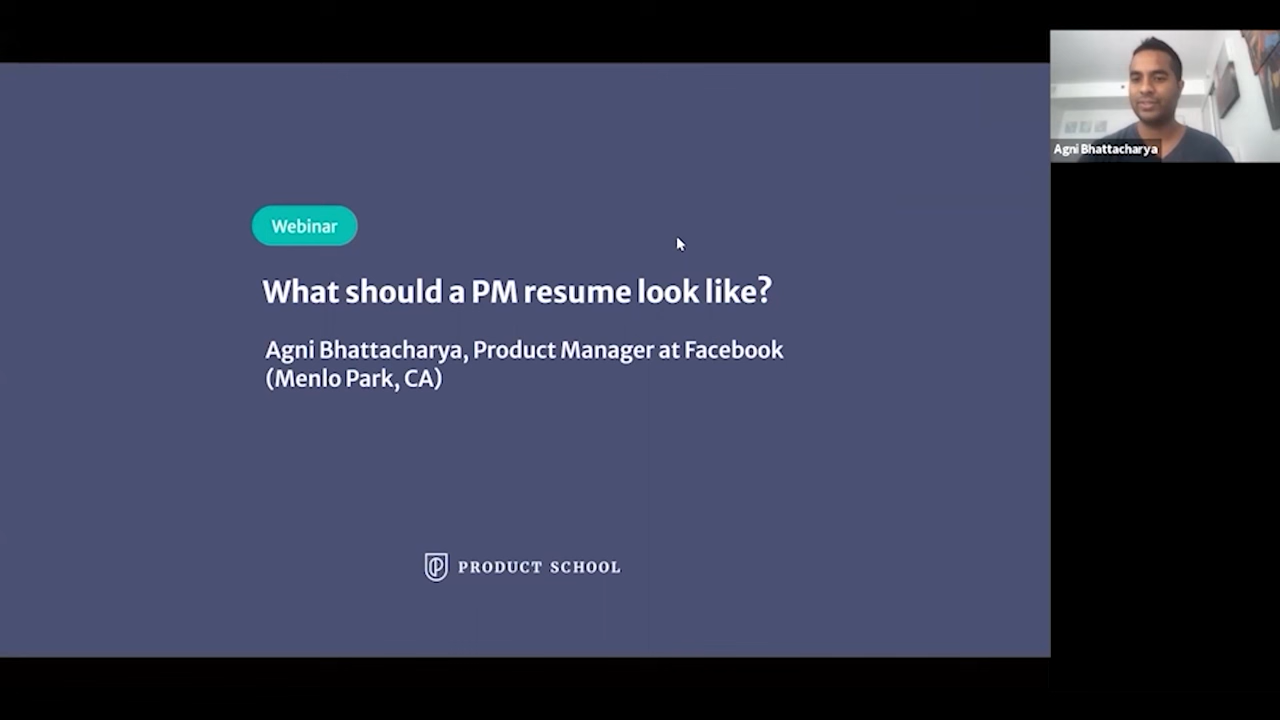 Webinar
What should a PM resume look like?
Agni Bhattacharya, Product Manager at Facebook
(Menlo Park, CA)
PRODUCT SCHOOL
Agni Bhattacharya